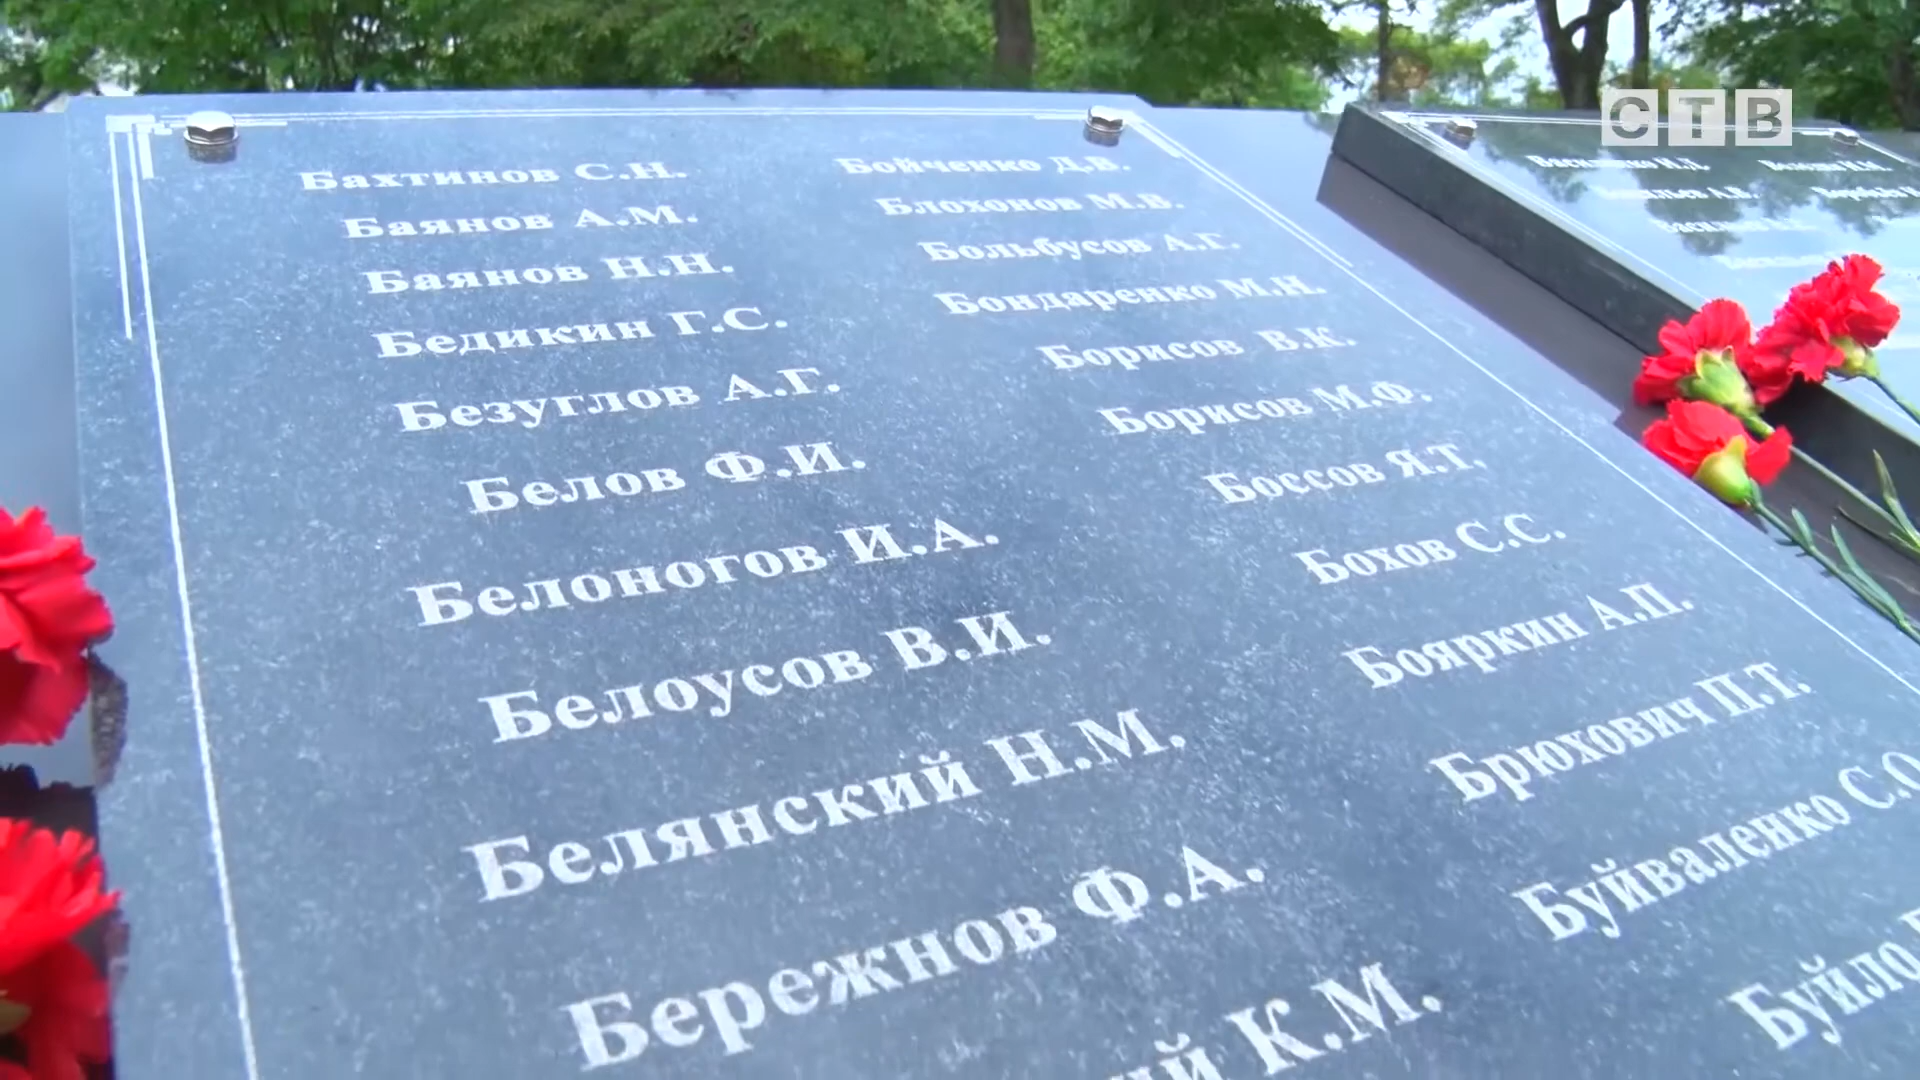 СТВ
Бахтинов С.Н.
Баянов А.М.
Баянов Н.Н.
Бедикин Г.С.
Безуглов А.Г.
Белов Ф.И.
Белоногов И.А.
Белоусов В.И.
Белянский Н.М.
Бережнов Ф.А.
К.М.
Бойченко Д.В.
Блохонов М.В.
Больбусов А.Г.
Бондаренко М.Н.
Борисов В.К.
Борисов М.Ф.
Боссов Я.Т.
Бохов С.С.
Бояркин А.П.
Брюхович П.Т.
Буйваленко С.О
Буйло